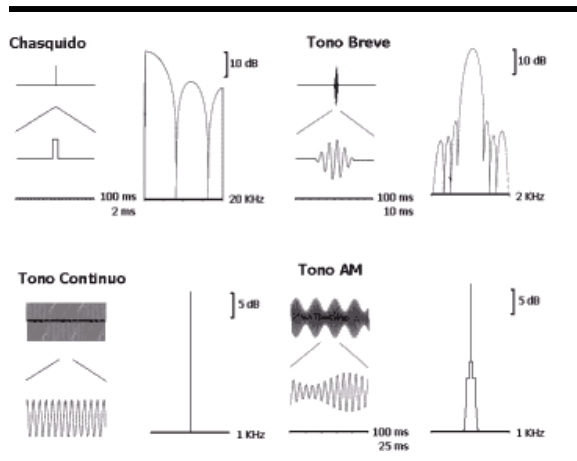 Chasquido
10 dB
100 ms
2 ms
20 KHz
Tono Breve
10 dB
100 ms
10 ms
2 KHz
Tono Continuo
5 dB
1 KHz
Tono AM
5 dB
100 ms
25 ms
1 KHz